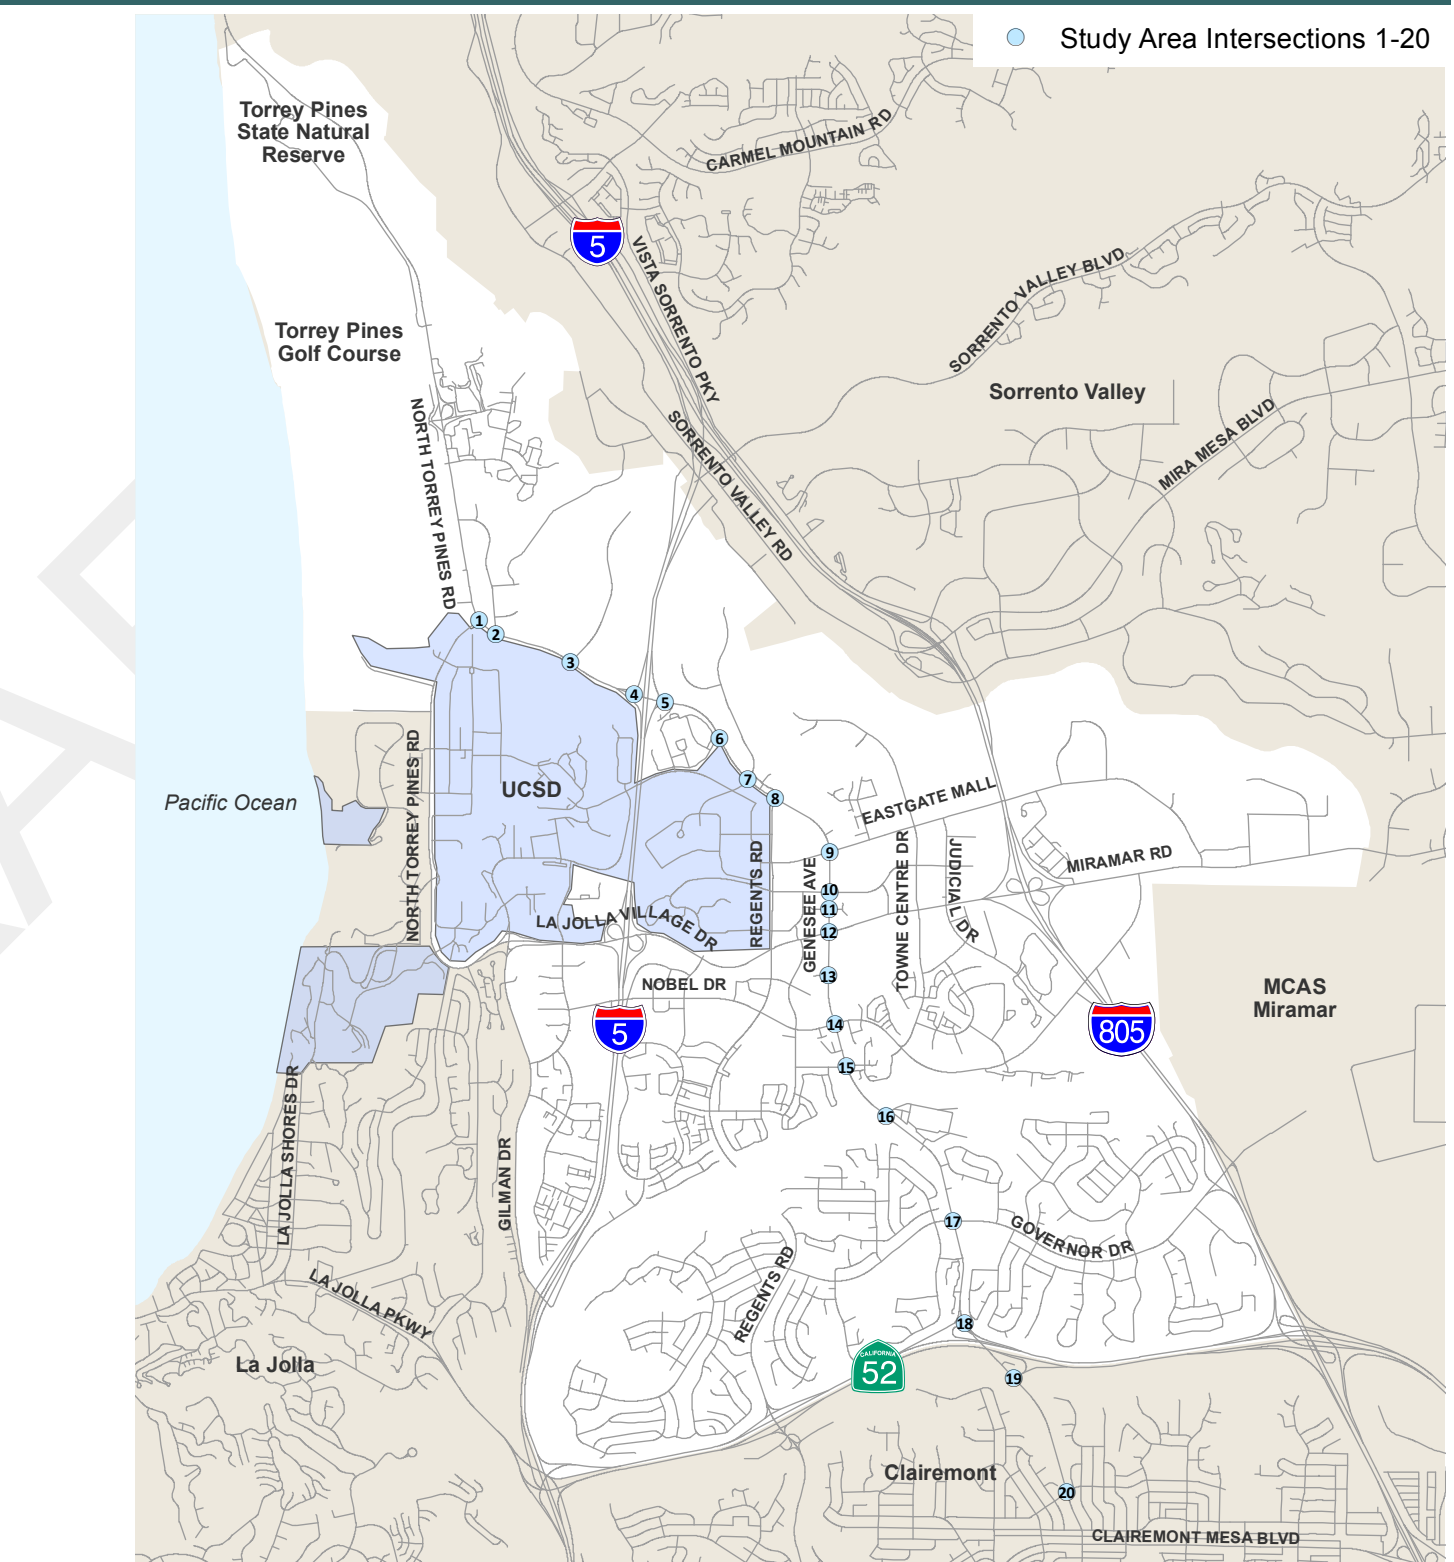 Study Area Intersections 1-20
Torrey Pines
State Natural
Reserve
CARMEL MOUNTAIN RD
5
VISTA SORRENTO PKY
SORRENTO VALLEY BLVD
Torrey Pines
Golf Course
Sorrento Valley
NORTH TORREY PINES RD
SORRENTO VALLEY RD
MIRA MESA BLVD
1
2
3
4
5
6
7
8
NORTH TORREY PINES RD
UCSD
Pacific Ocean
EASTGATE MALL
9
MIRAMAR RD
REGENTS RD
GENESEE AVE
TOWNE CENTRE DR
JUDICIAL DR
10
11
12
LA JOLLA VILLAGE DR
13
NOBEL DR
MCAS
Miramar
5
805
14
15
16
LA JOLLA SHORES DR
GILMAN DR
17
GOVERNOR DR
REGENTS RD
LA JOLLA PKWY
18
La Jolla
CALIFORNIA
52
19
Clairemont
20
CLAIREMONT MESA BLVD